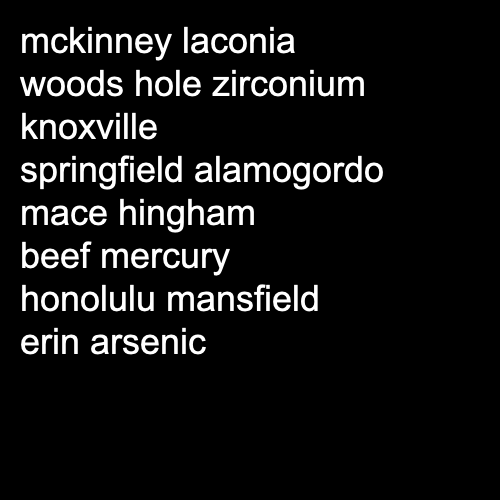 mckinney laconia
woods hole zirconium
knoxville
springfield alamogordo
mace hingham
beef mercury
honolulu mansfield
erin arsenic